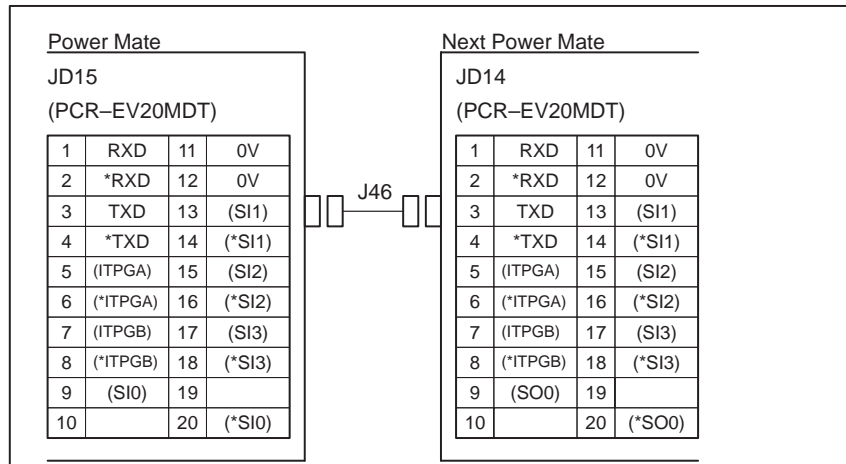 Power Mate
JD15
(PCR–EV20MDT)
1 RXD 11 0V
2 *RXD 12 0V
3 TXD 13 (SI1)
4 *TXD 14 (*SI1)
5 (ITPGA) 15 (SI2)
6 (*ITPGA) 16 (*SI2)
7 (ITPGB) 17 (SI3)
8 (*ITPGB) 18 (*SI3)
9 (SI0) 19
10 20 (*SI0)
J46
Next Power Mate
JD14
(PCR–EV20MDT)
1 RXD 11 0V
2 *RXD 12 0V
3 TXD 13 (SI1)
4 *TXD 14 (*SI1)
5 (ITPGA) 15 (SI2)
6 (*ITPGA) 16 (*SI2)
7 (ITPGB) 17 (SI3)
8 (*ITPGB) 18 (*SI3)
9 (SO0) 19
10 20 (*SO0)